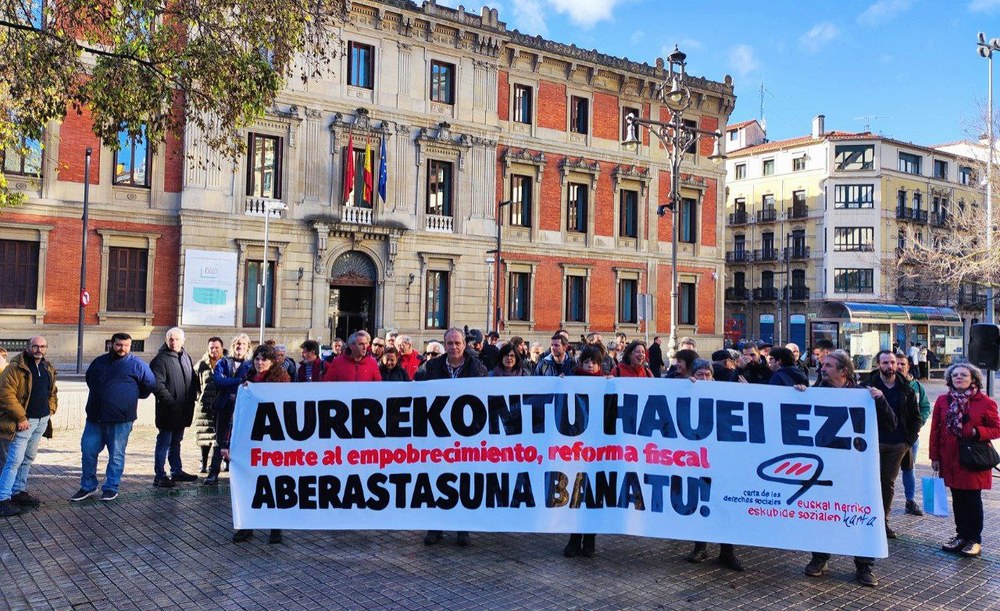 AURREKONTU HAUEI EZ!
Frente al empobrecimiento, reforma fiscal
ABERASTASUNA BANATU!
carta de los
derechos sociales
euskal herriko
eskubide sozialen karta